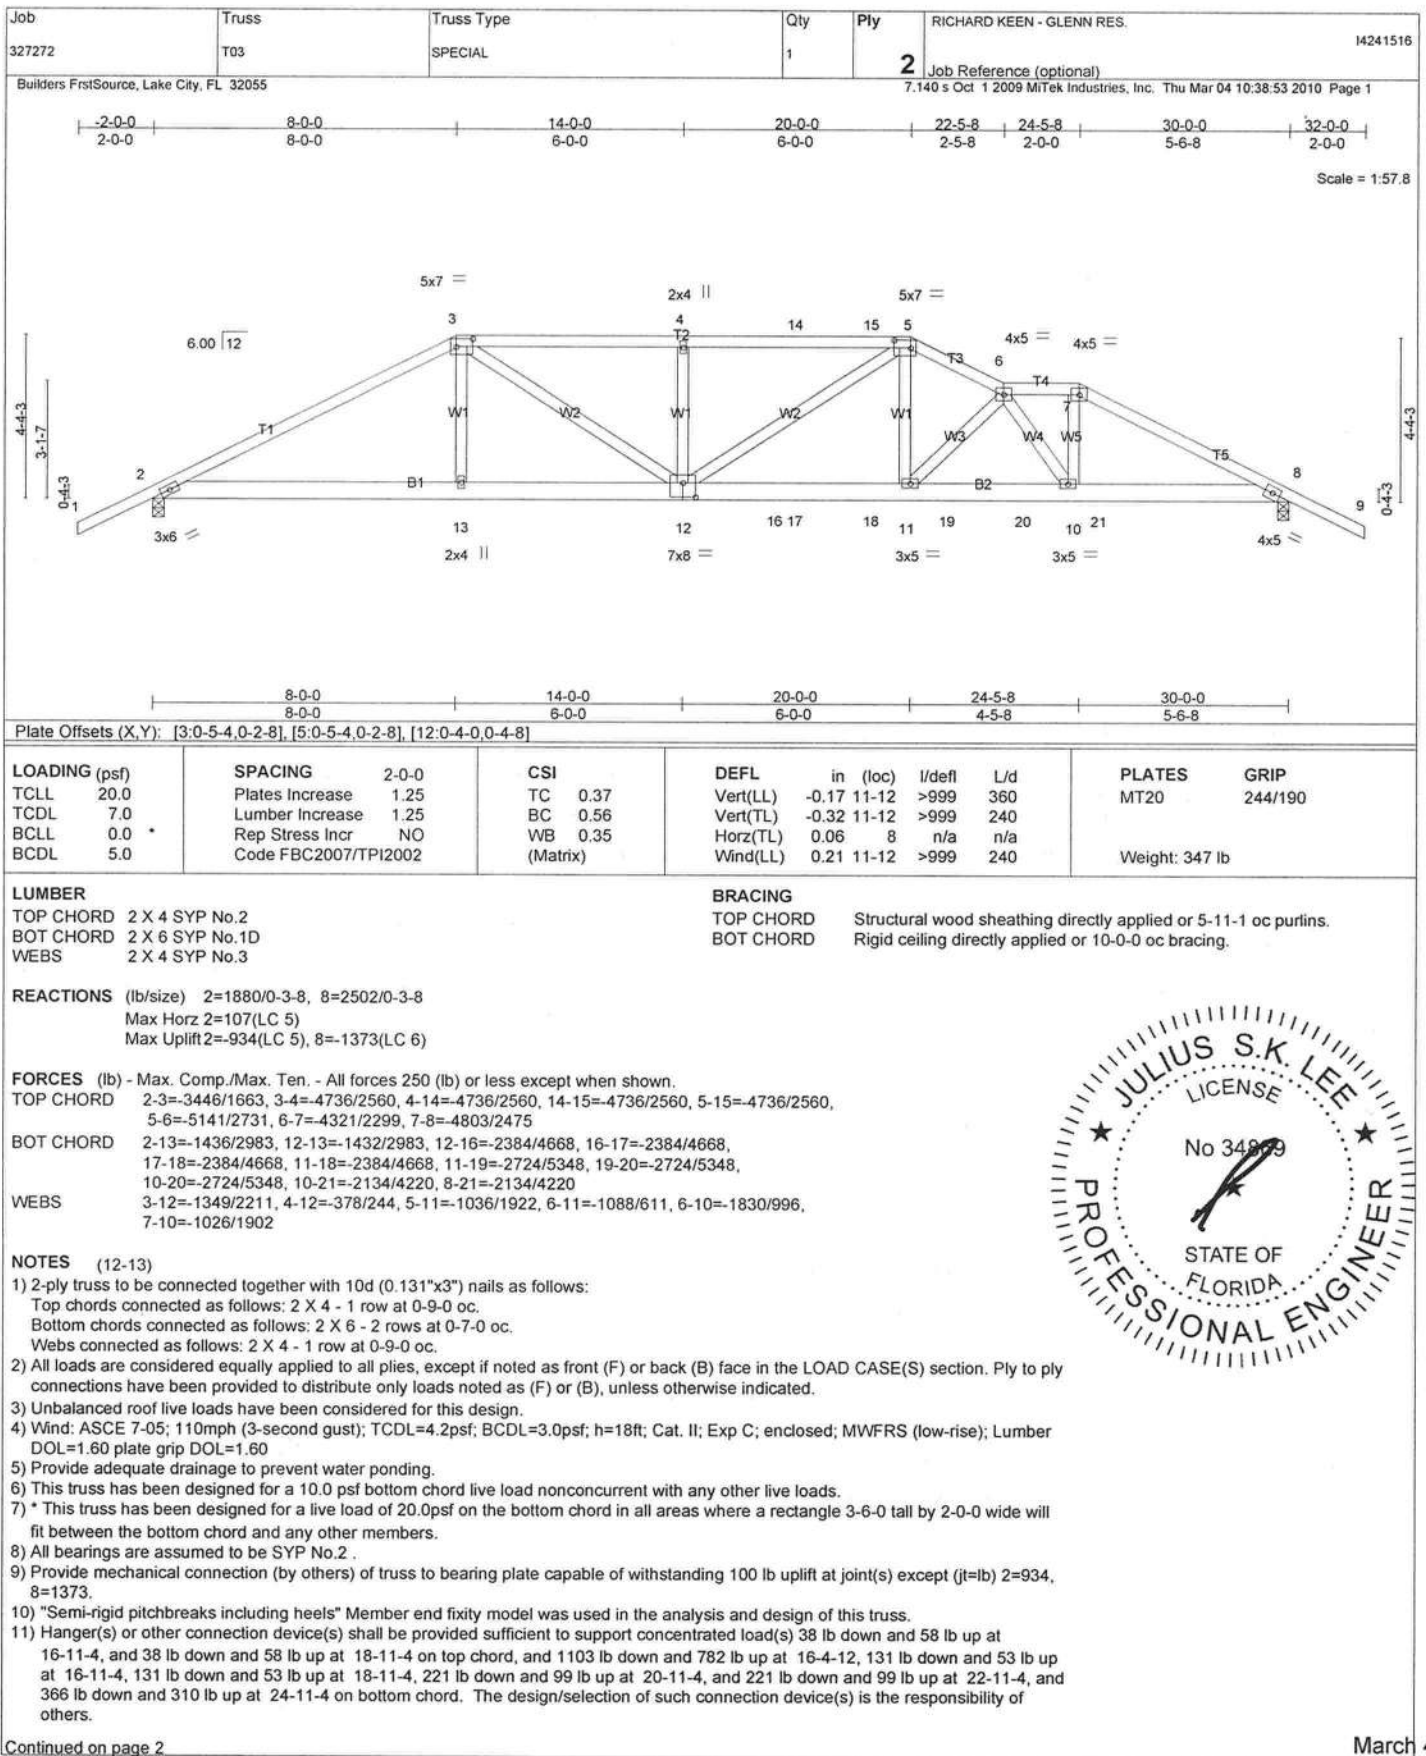 Job Truss Truss Type Qty Ply RICHARD KEEN - GLENN RES.
I4241516
327272 T03 SPECIAL 1 2
Job Reference (optional)
Builders FrstSource, Lake City, FL 32055
7.140 s Oct 1 2009 MiTek Industries, Inc. Thu Mar 04 10:38:53 2010 Page 1
-2-0-0 8-0-0 14-0-0 20-0-0 22-5-8 24-5-8 30-0-0 32-0-0
2-0-0 8-0-0 6-0-0 6-0-0 2-5-8 2-0-0 5-6-8 2-0-0
Scale = 1:57.8
5x7 = 2x4 || 5x7 =
3 4 14 15 5 4x5 = 4x5 =
6.00 12 T2 T3 6 T4
7
4-4-3 3-1-7 0-4-3 W1 W2 W1 W2 W1 W3 W4 W5 4-4-3 0-4-3
T1 T5
2 B1 B2 8
1 9
3x6 = 13 12 16 17 18 11 19 20 10 21 4x5 =
2x4 || 7x8 = 3x5 = 3x5 =
8-0-0 14-0-0 20-0-0 24-5-8 30-0-0
8-0-0 6-0-0 6-0-0 4-5-8 5-6-8
Plate Offsets (X,Y): [3:0-5-4,0-2-8], [5:0-5-4,0-2-8], [12:0-4-0,0-4-8]
LOADING (psf) SPACING 2-0-0 CSI DEFL in (loc) l/defl L/d PLATES GRIP
TCLL 20.0 Plates Increase 1.25 TC 0.37 Vert(LL) -0.17 11-12 >999 360 MT20 244/190
TCDL 7.0 Lumber Increase 1.25 BC 0.56 Vert(TL) -0.32 11-12 >999 240
BCLL 0.0 * Rep Stress Incr NO WB 0.35 Horz(TL) 0.06 8 n/a n/a
BCDL 5.0 Code FBC2007/TPI2002 (Matrix) Wind(LL) 0.21 11-12 >999 240 Weight: 347 lb
LUMBER
TOP CHORD 2 X 4 SYP No.2
BOT CHORD 2 X 6 SYP No.1D
WEBS 2 X 4 SYP No.3
BRACING
TOP CHORD Structural wood sheathing directly applied or 5-11-1 oc purlins.
BOT CHORD Rigid ceiling directly applied or 10-0-0 oc bracing.
REACTIONS (lb/size) 2=1880/0-3-8, 8=2502/0-3-8
Max Horz 2=107(LC 5)
Max Uplift 2=-934(LC 5), 8=-1373(LC 6)
FORCES (lb) - Max. Comp./Max. Ten. - All forces 250 (lb) or less except when shown.
TOP CHORD 2-3=-3446/1663, 3-4=-4736/2560, 4-14=-4736/2560, 14-15=-4736/2560, 5-15=-4736/2560,
5-6=-5141/2731, 6-7=-4321/2299, 7-8=-4803/2475
BOT CHORD 2-13=-1436/2983, 12-13=-1432/2983, 12-16=-2384/4668, 16-17=-2384/4668,
17-18=-2384/4668, 11-18=-2384/4668, 11-19=-2724/5348, 19-20=-2724/5348,
10-20=-2724/5348, 10-21=-2134/4220, 8-21=-2134/4220
WEBS 3-12=-1349/2211, 4-12=-378/244, 5-11=-1036/1922, 6-11=-1088/611, 6-10=-1830/996,
7-10=-1026/1902
JULIUS S.K. LEE
LICENSE
STATE OF
FLORIDA
PROFESSIONAL ENGINEER
NOTES (12-13)
1) 2-ply truss to be connected together with 10d (0.131"x3") nails as follows:
Top chords connected as follows: 2 X 4 - 1 row at 0-9-0 oc.
Bottom chords connected as follows: 2 X 6 - 2 rows at 0-7-0 oc.
Webs connected as follows: 2 X 4 - 1 row at 0-9-0 oc.
2) All loads are considered equally applied to all plies, except if noted as front (F) or back (B) face in the LOAD CASE(S) section. Ply to ply
connections have been provided to distribute only loads noted as (F) or (B), unless otherwise indicated.
3) Unbalanced roof live loads have been considered for this design.
4) Wind: ASCE 7-05; 110mph (3-second gust); TCDL=4.2psf; BCDL=3.0psf; h=18ft; Cat. II; Exp C; enclosed; MWFRS (low-rise); Lumber
DOL=1.60 plate grip DOL=1.60
5) Provide adequate drainage to prevent water ponding.
6) This truss has been designed for a 10.0 psf bottom chord live load nonconcurrent with any other live loads.
7) * This truss has been designed for a live load of 20.0psf on the bottom chord in all areas where a rectangle 3-6-0 tall by 2-0-0 wide will
fit between the bottom chord and any other members.
8) All bearings are assumed to be SYP No.2 .
9) Provide mechanical connection (by others) of truss to bearing plate capable of withstanding 100 lb uplift at joint(s) except (jt=lb) 2=934,
8=1373.
10) "Semi-rigid pitchbreaks including heels" Member end fixity model was used in the analysis and design of this truss.
11) Hanger(s) or other connection device(s) shall be provided sufficient to support concentrated load(s) 38 lb down and 58 lb up at
16-11-4, and 38 lb down and 58 lb up at 18-11-4 on top chord, and 1103 lb down and 782 lb up at 16-4-12, 131 lb down and 53 lb up
at 16-11-4, 131 lb down and 53 lb up at 18-11-4, 221 lb down and 99 lb up at 20-11-4, and 221 lb down and 99 lb up at 22-11-4, and
366 lb down and 310 lb up at 24-11-4 on bottom chord. The design/selection of such connection device(s) is the responsibility of
others.
Continued on page 2
March